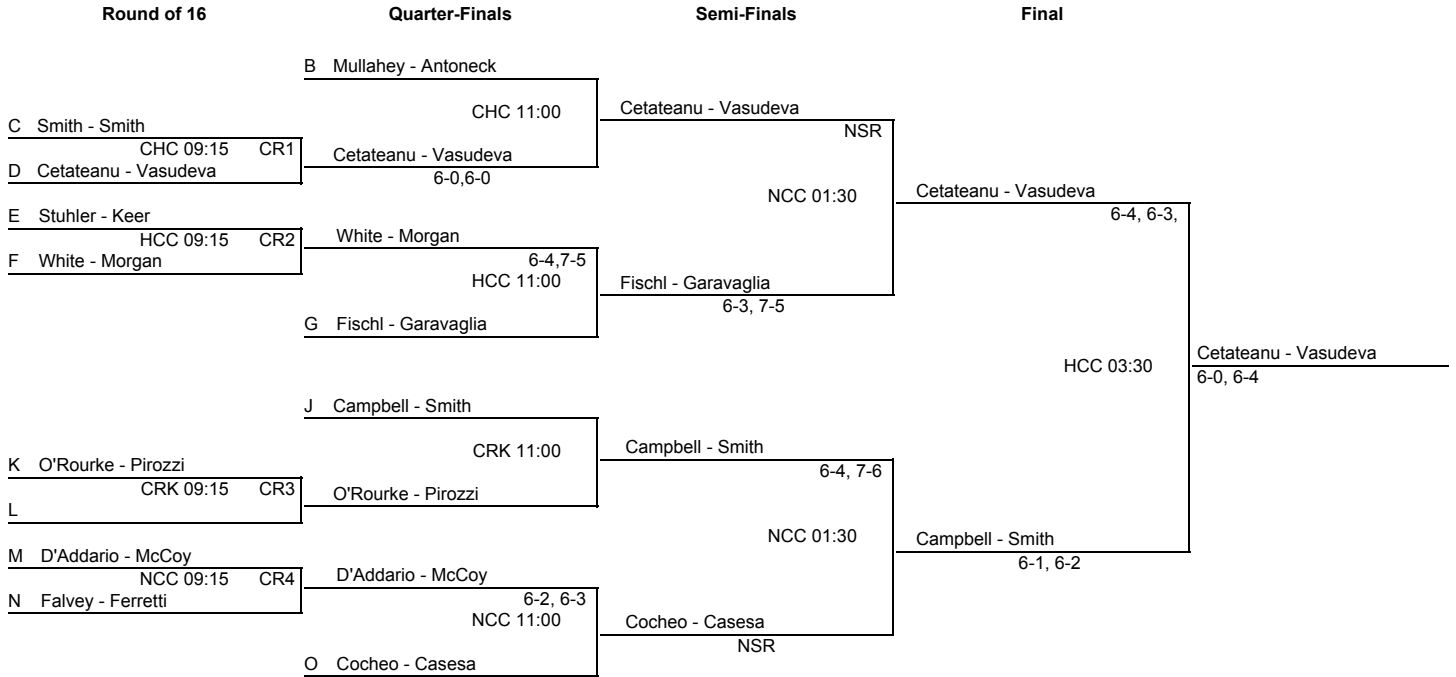 Round of 16 Quarter-Finals Semi-Finals Final
B Mullahey - Antoneck
CHC 11:00
Cetateanu - Vasudeva
NSR
C Smith - Smith
CHC 09:15 CR1
Cetateanu - Vasudeva
6-0,6-0
D Cetateanu - Vasudeva
NCC 01:30
Cetateanu - Vasudeva
6-4, 6-3,
E Stuhler - Keer
HCC 09:15 CR2
White - Morgan
6-4,7-5
F White - Morgan
HCC 11:00
Fischl - Garavaglia
6-3, 7-5
G Fischl - Garavaglia
HCC 03:30
Cetateanu - Vasudeva
6-0, 6-4
J Campbell - Smith
CRK 11:00
Campbell - Smith
6-4, 7-6
K O'Rourke - Pirozzi
CRK 09:15 CR3
O'Rourke - Pirozzi
L
NCC 01:30
Campbell - Smith
6-1, 6-2
M D'Addario - McCoy
NCC 09:15 CR4
D'Addario - McCoy
6-2, 6-3
N Falvey - Ferretti
NCC 11:00
Cocheo - Casesa
NSR
O Cocheo - Casesa